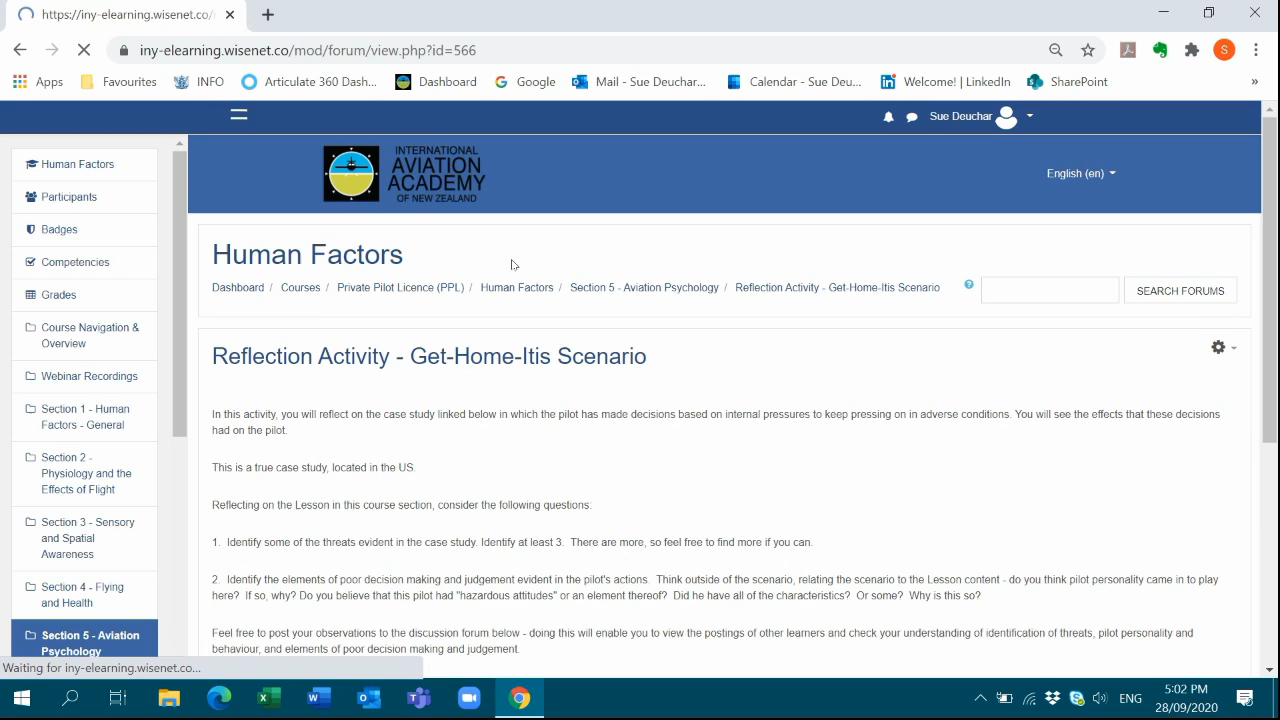 https://iny-elearning.wisenet.co/
iny-elearning.wisenet.co/mod/forum/view.php?id=566
S
Apps
Favourites
INFO
Articulate 360 Dash...
Dashboard
Google
Mail - Sue Deuchar...
Calendar - Sue Deu...
Welcome! | LinkedIn
SharePoint
»
Sue Deuchar
INTERNATIONAL
AVIATION
ACADEMY
OF NEW ZEALAND
English (en)
Human Factors
Participants
Badges
Competencies
Grades
Course Navigation &
Overview
Webinar Recordings
Section 1 - Human
Factors - General
Section 2 -
Physiology and the
Effects of Flight
Section 3 - Sensory
and Spatial
Awareness
Section 4 - Flying
and Health
Section 5 - Aviation
Psychology
Human Factors
Dashboard / Courses / Private Pilot Licence (PPL) / Human Factors / Section 5 - Aviation Psychology / Reflection Activity - Get-Home-Itis Scenario
SEARCH FORUMS
Reflection Activity - Get-Home-Itis Scenario
In this activity, you will reflect on the case study linked below in which the pilot has made decisions based on internal pressures to keep pressing on in adverse conditions. You will see the effects that these decisions
had on the pilot.
This is a true case study, located in the US.
Reflecting on the Lesson in this course section, consider the following questions:
1. Identify some of the threats evident in the case study. Identify at least 3. There are more, so feel free to find more if you can.
2. Identify the elements of poor decision making and judgement evident in the pilot's actions. Think outside of the scenario, relating the scenario to the Lesson content - do you think pilot personality came in to play
here? If so, why? Do you believe that this pilot had "hazardous attitudes" or an element thereof? Did he have all of the characteristics? Or some? Why is this so?
Feel free to post your observations to the discussion forum below - doing this will enable you to view the postings of other learners and check your understanding of identification of threats, pilot personality and
behaviour, and elements of poor decision making and judgement.
Waiting for iny-elearning.wisenet.co...
ENG
5:02 PM
28/09/2020